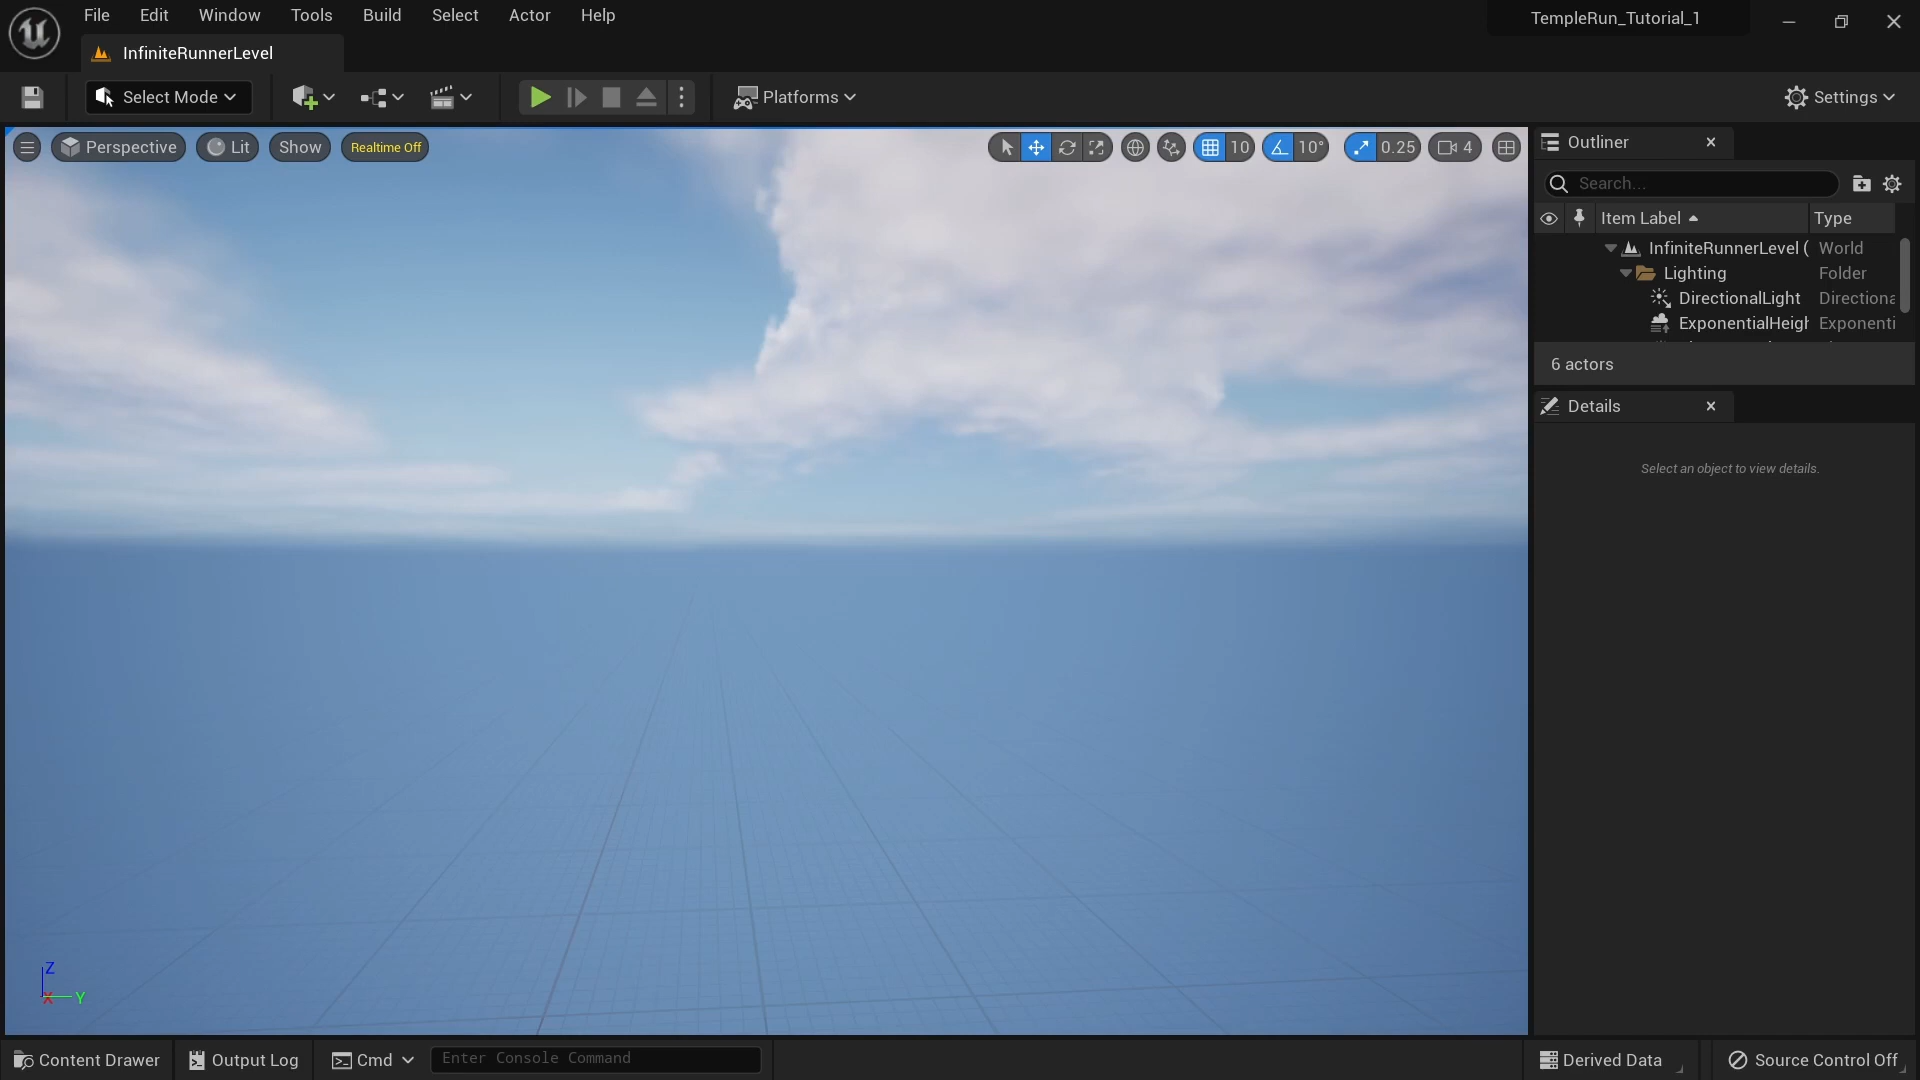 File Edit Window Tools Build Select Actor Help
TempleRun_Tutorial_1
InfiniteRunnerLevel
Select Mode
Platforms
Settings
Perspective Lit Show Realtime Off
10 10° 0.25 4
Outliner
Search...
Item Label Type
InfiniteRunnerLevel ( World
Lighting Folder
DirectionalLight Directiona
ExponentialHeigh Exponenti
6 actors
Details
Select an object to view details.
Z
X Y
Content Drawer Output Log Cmd Enter Console Command
Derived Data Source Control Off